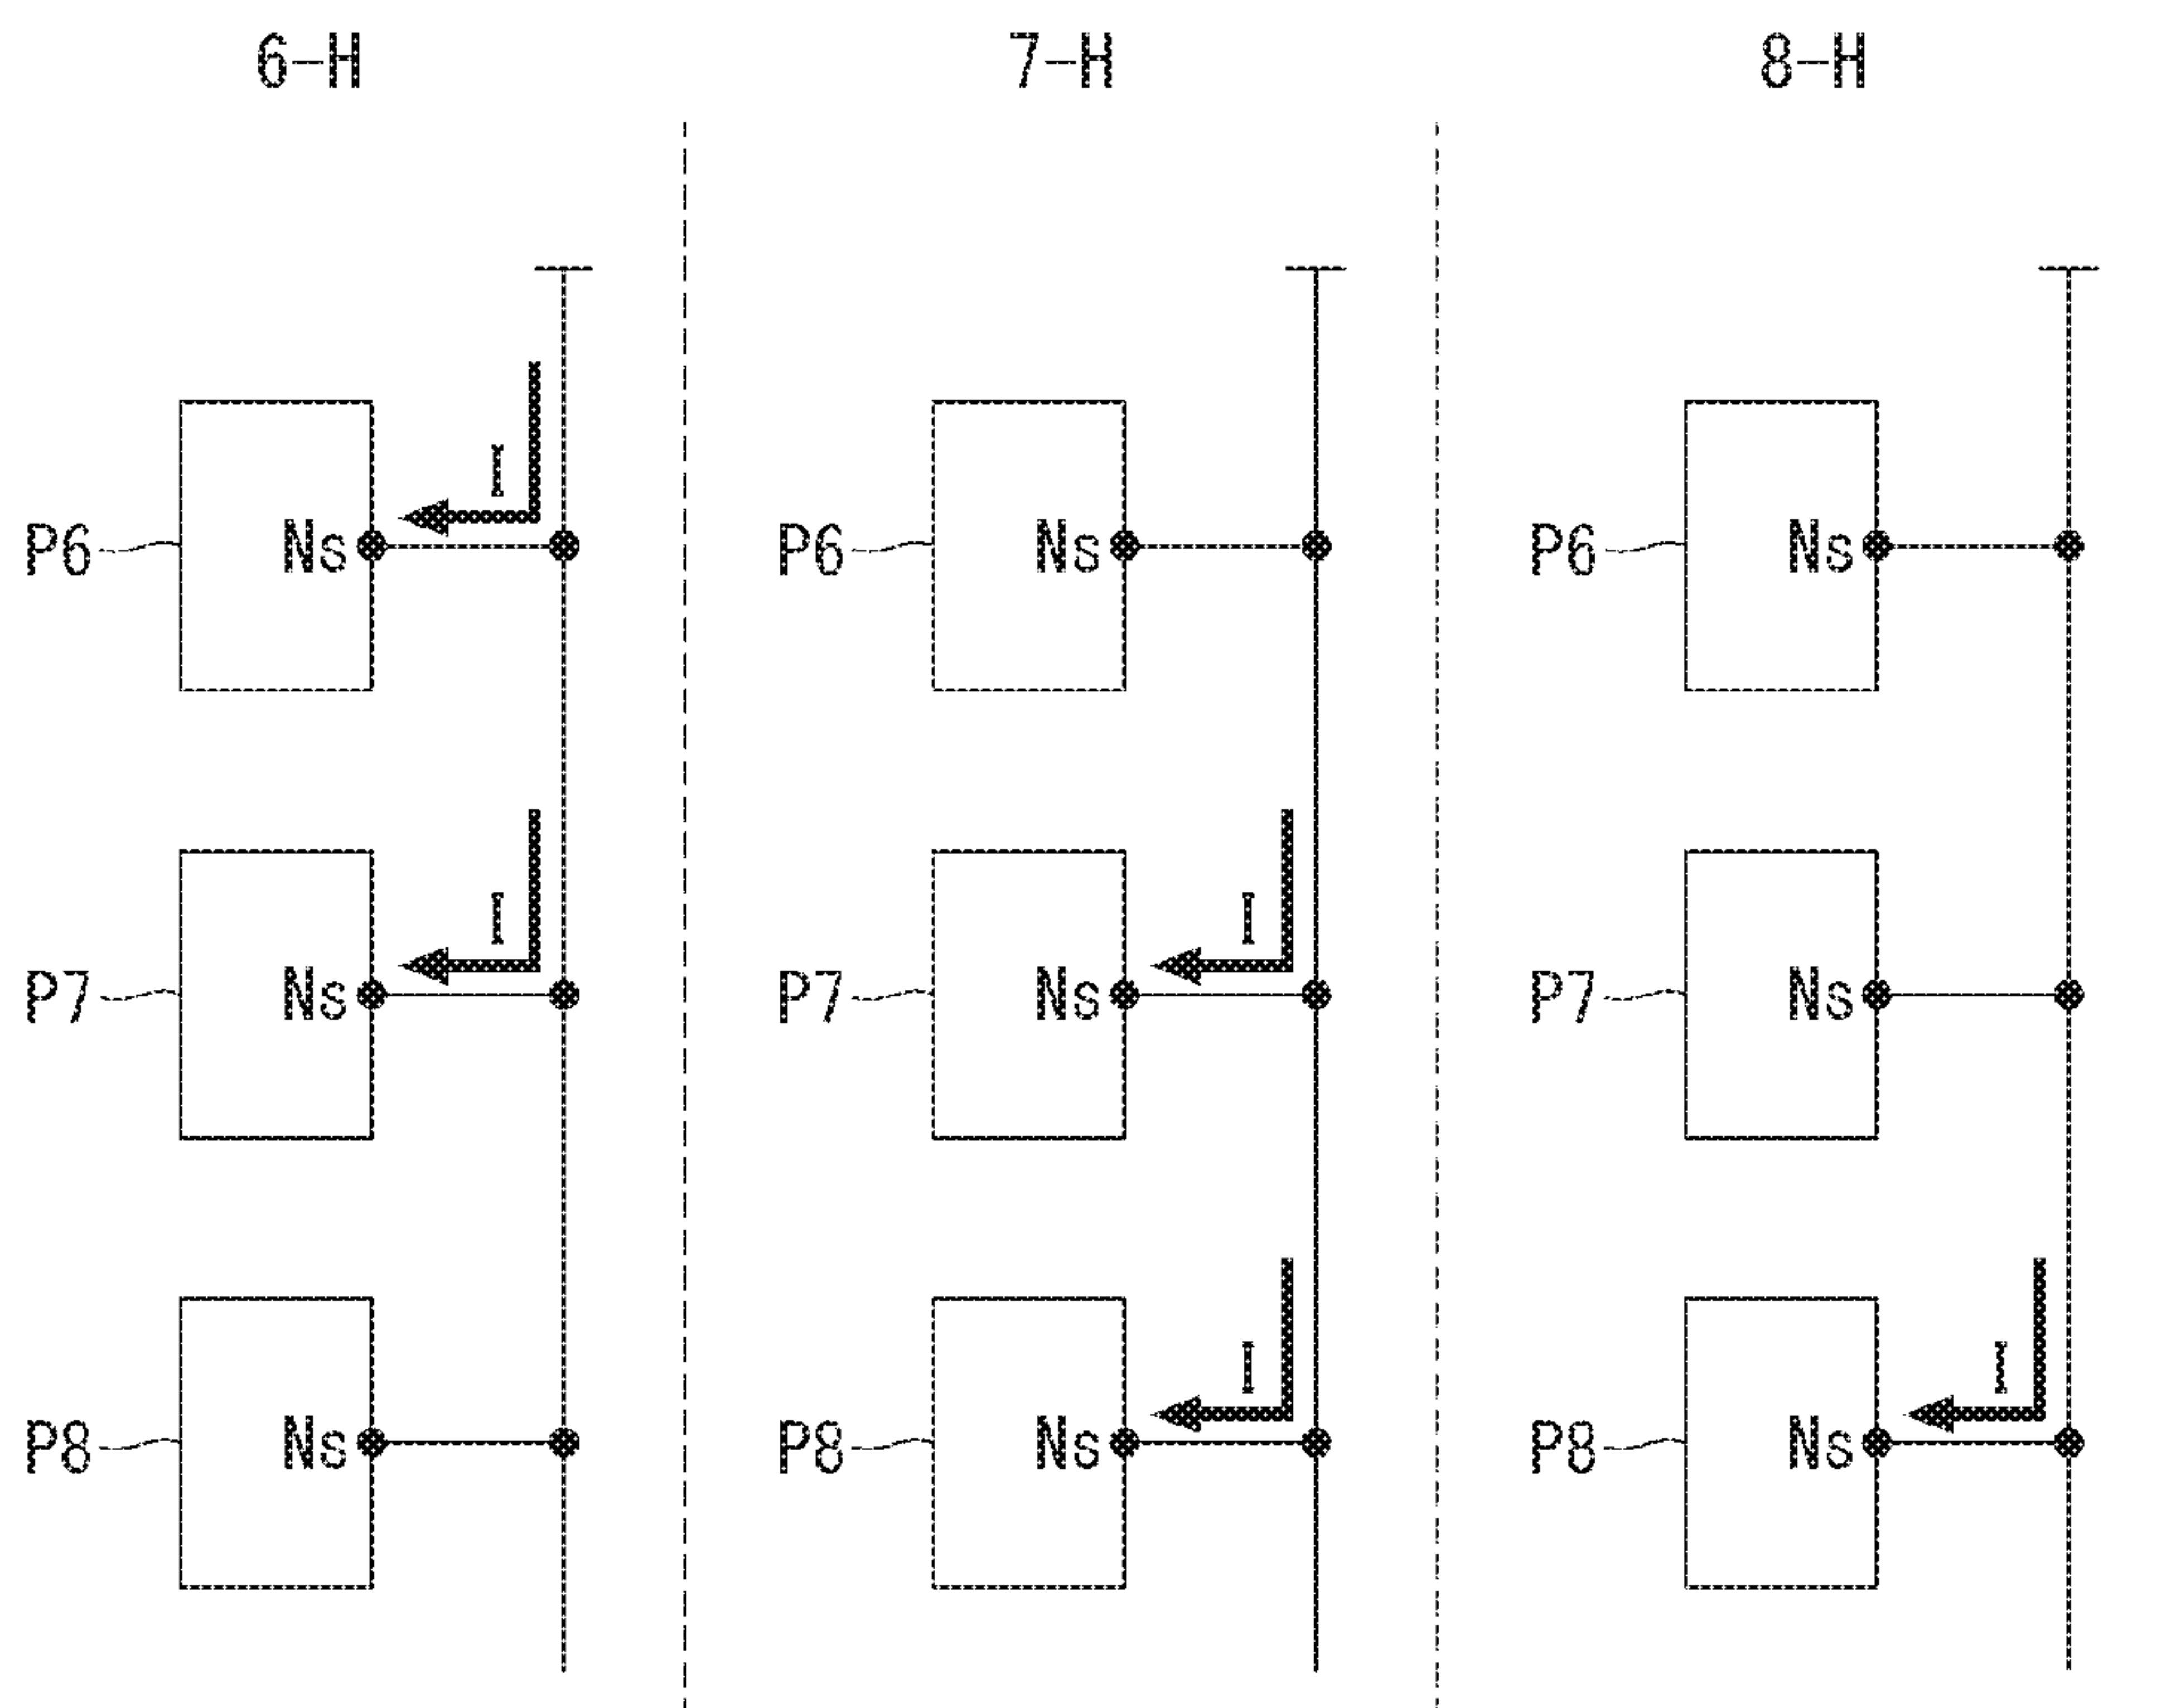 6-H 7-H 8-H
I
P6 Ns P6 Ns P6 Ns
I I
P7 Ns P7 Ns P7 Ns
I I
P8 Ns P8 Ns P8 Ns